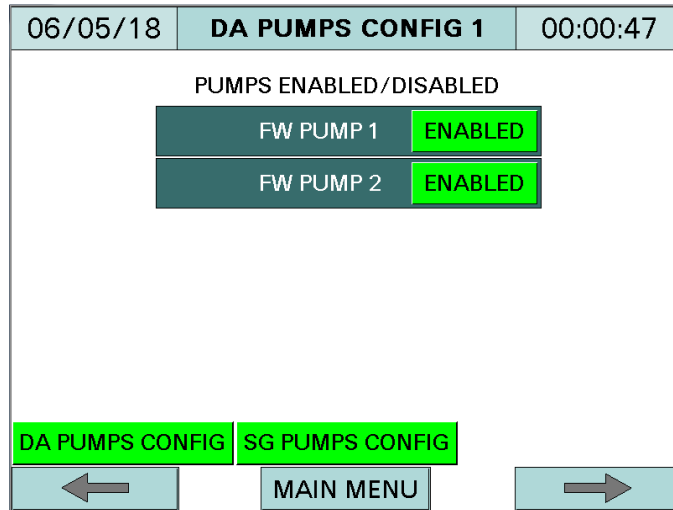 06/05/18 DA PUMPS CONFIG 1 00:00:47
PUMPS ENABLED/DISABLED
FW PUMP 1 ENABLED
FW PUMP 2 ENABLED
DA PUMPS CONFIG SG PUMPS CONFIG
MAIN MENU